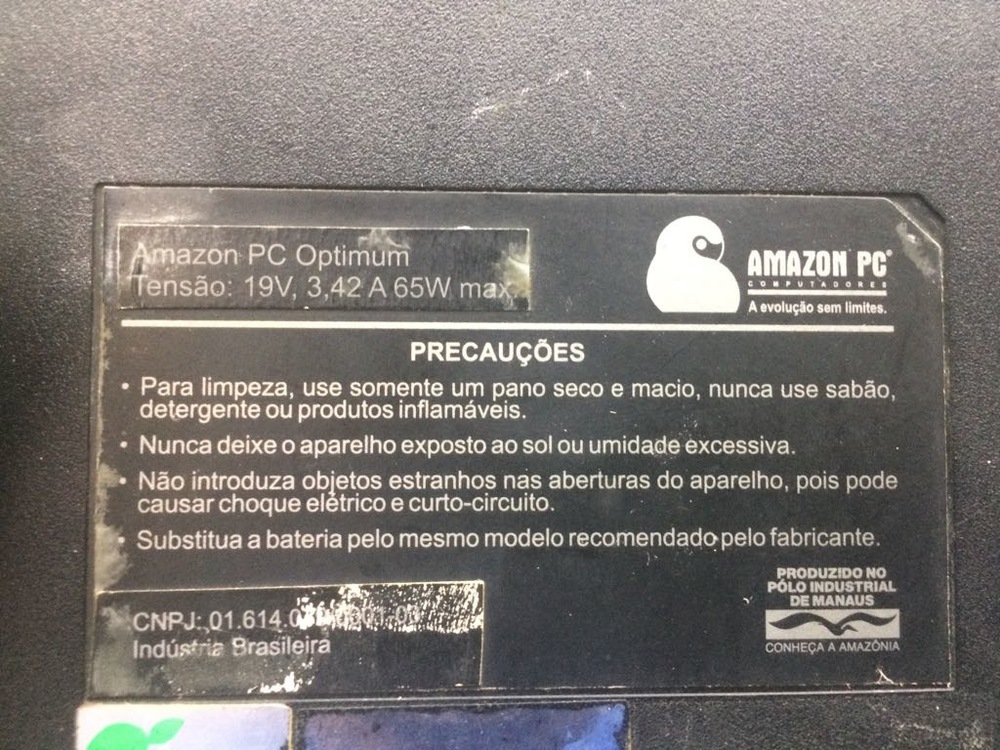 Amazon PC Optimum
Tensão: 19V, 3,42 A 65W max.
AMAZON PC®
COMPUTADORES
A evolução sem limites.
PRECAUÇÕES
• Para limpeza, use somente um pano seco e macio, nunca use sabão,
detergente ou produtos inflamáveis.
• Nunca deixe o aparelho exposto ao sol ou umidade excessiva.
• Não introduza objetos estranhos nas aberturas do aparelho, pois pode
causar choque elétrico e curto-circuito.
• Substitua a bateria pelo mesmo modelo recomendado pelo fabricante.
CNPJ:
Indústria Brasileira
PRODUZIDO NO
PÓLO INDUSTRIAL
DE MANAUS
CONHEÇA A AMAZÔNIA